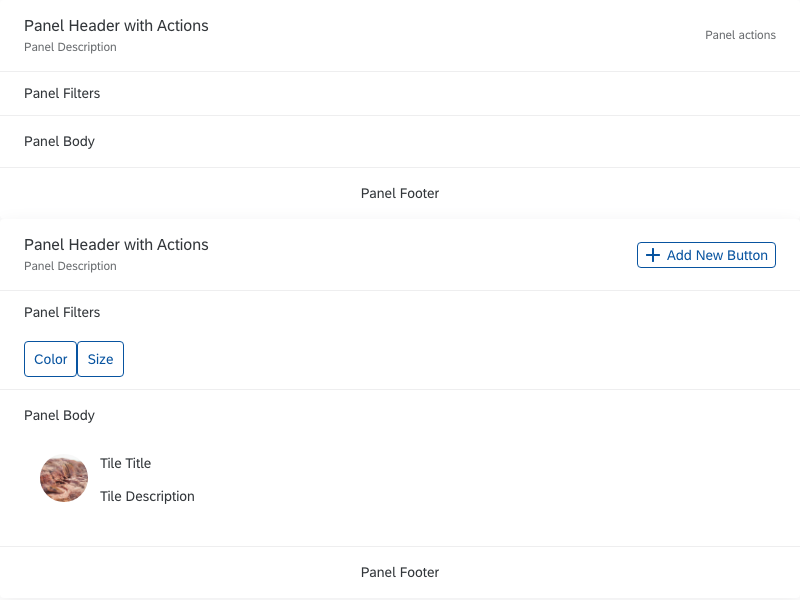 Panel Header with Actions
Panel Description
Panel actions
Panel Filters
Panel Body
Panel Footer
Panel Header with Actions
Panel Description
Add New Button
Panel Filters
Color
Size
Panel Body
Tile Title
Tile Description
Panel Footer